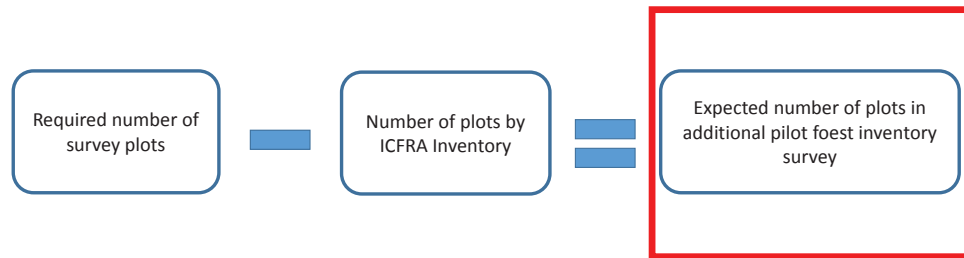 Required number of
survey plots
Number of plots by
ICFRA Inventory
Expected number of plots in
additional pilot foest inventory
survey